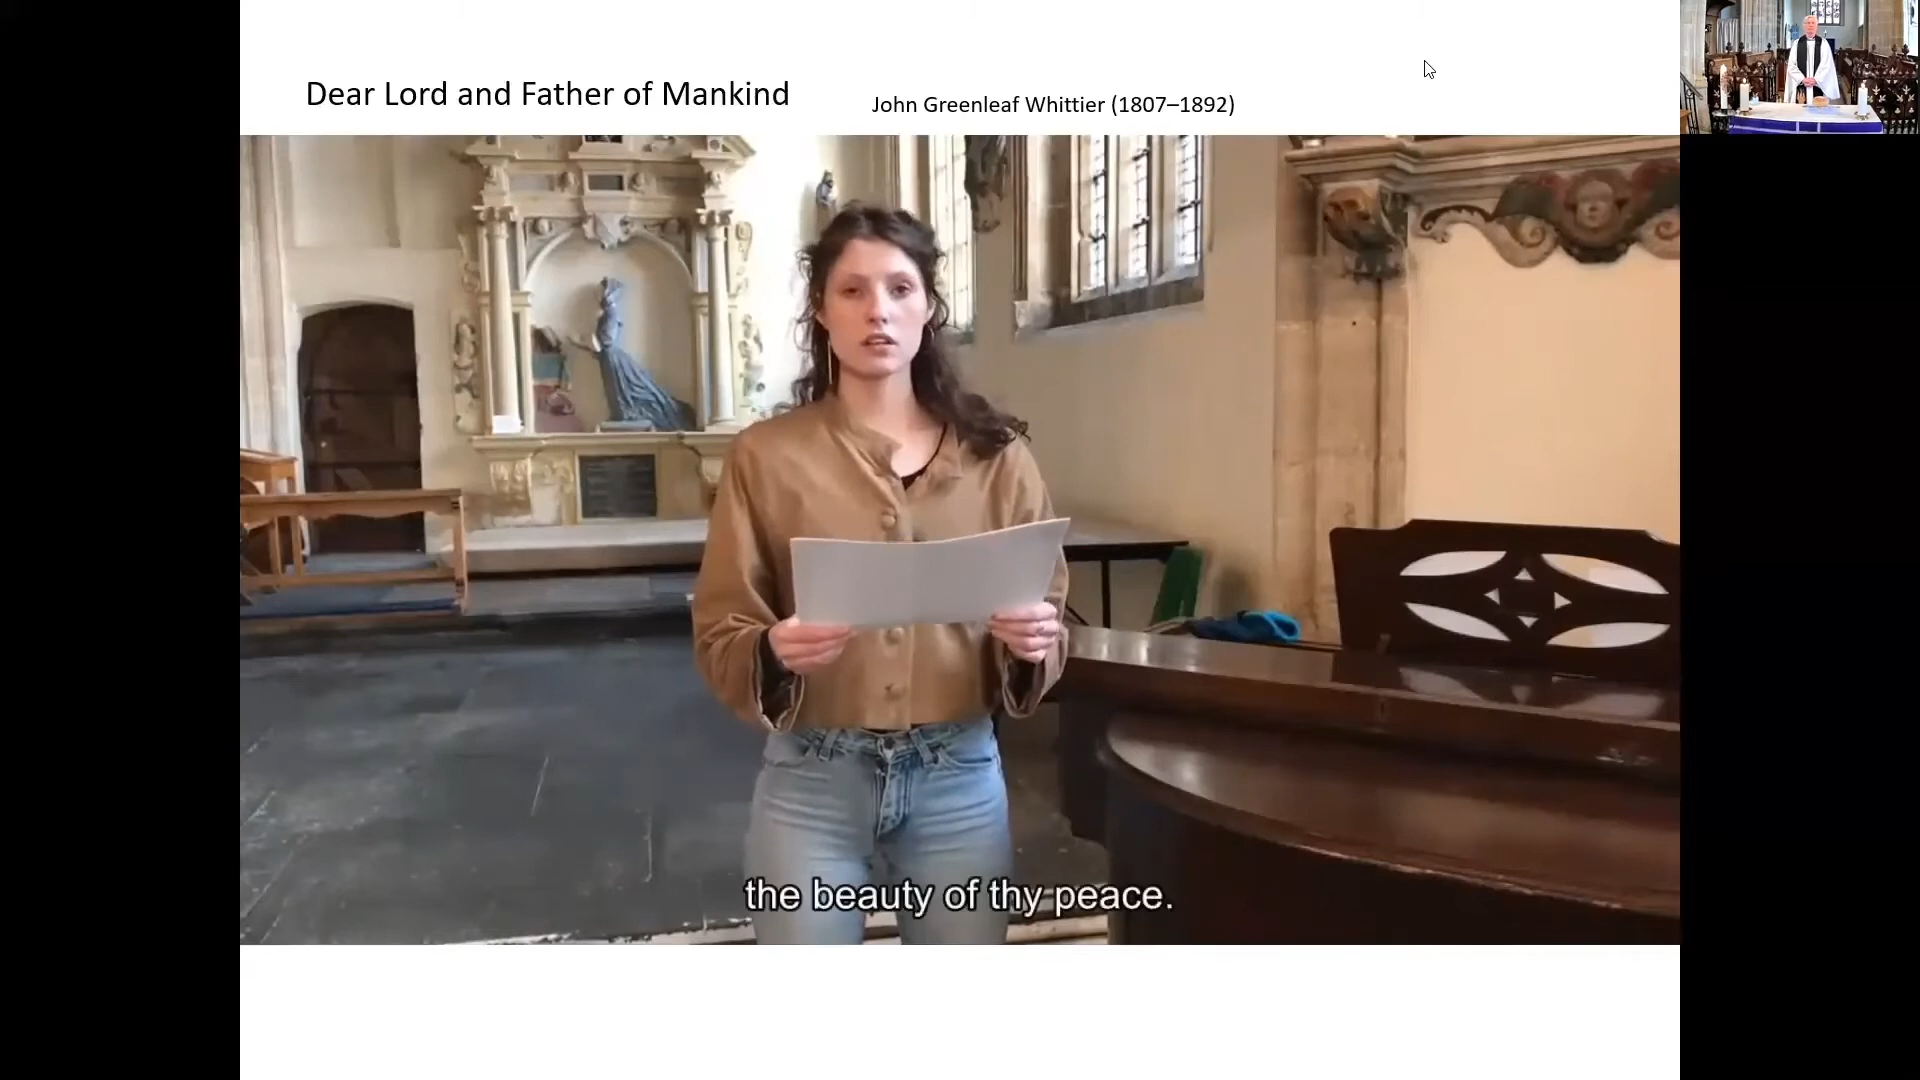 Dear Lord and Father of Mankind
John Greenleaf Whittier (1807–1892)
the beauty of thy peace.